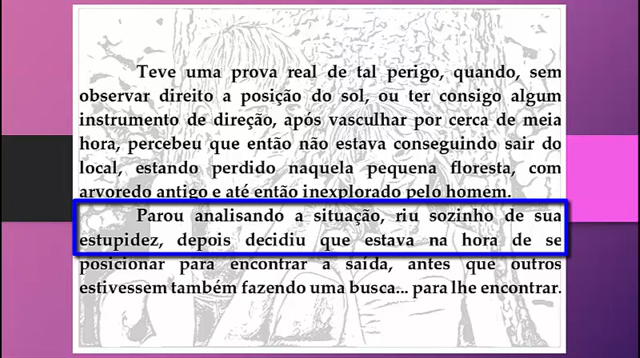 Teve uma prova real de tal perigo, quando, sem
observar direito a posição do sol, ou ter consigo algum
instrumento de direção, após vasculhar por cerca de meia
hora, percebeu que então não estava conseguindo sair do
local, estando perdido naquela pequena floresta, com
arvoredo antigo e até então inexplorado pelo homem.
Parou analisando a situação, riu sozinho de sua
estupidez, depois decidiu que estava na hora de se
posicionar para encontrar a saída, antes que outros
estivessem também fazendo uma busca... para lhe encontrar.